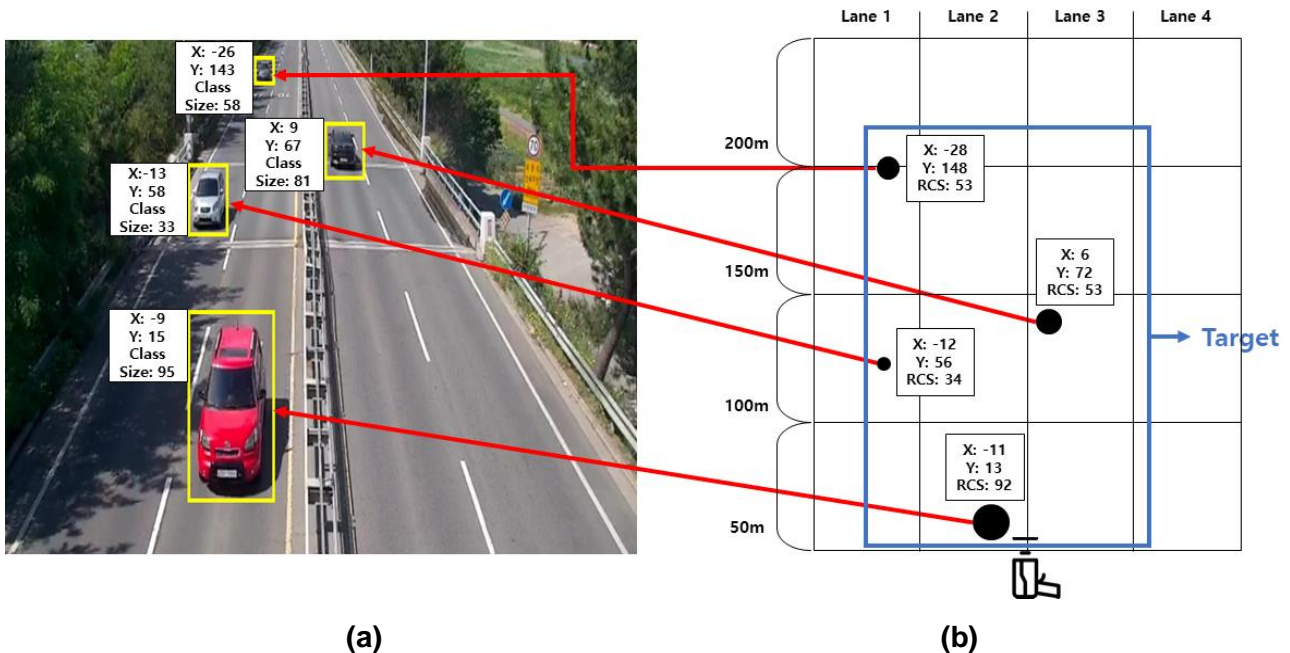 X: -26
Y: 143
Class
Size: 58
X: 9
Y: 67
Class
Size: 81
X:-13
Y: 58
Class
Size: 33
X: -9
Y: 15
Class
Size: 95
70
(a)
Lane 1 Lane 2 Lane 3 Lane 4
200m
150m
100m
50m
X: -28
Y: 148
RCS: 53
X: 6
Y: 72
RCS: 53
X: -12
Y: 56
RCS: 34
X: -11
Y: 13
RCS: 92
Target
(b)